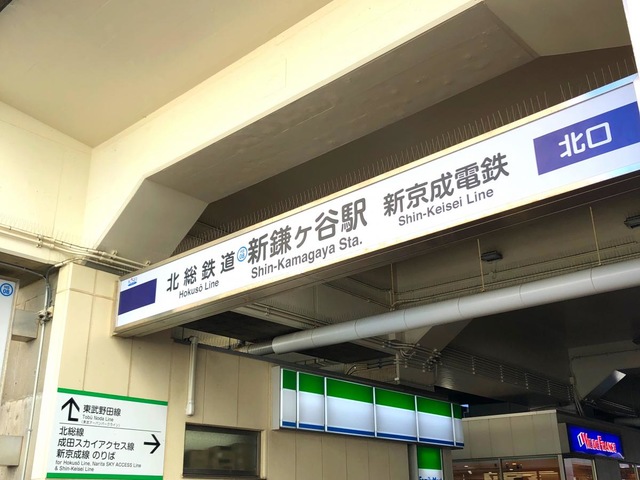 北総鉄道
Hokusō Line
新鎌ヶ谷駅
Shin-Kamagaya Sta.
新京成電鉄
Shin-Keisei Line
北口
東武野田線
Tobu Noda Line
北総線
成田スカイアクセス線
新京成線 のりば
for Hokusō Line, Narita SKY ACCESS Line
& Shin-Keisei Line